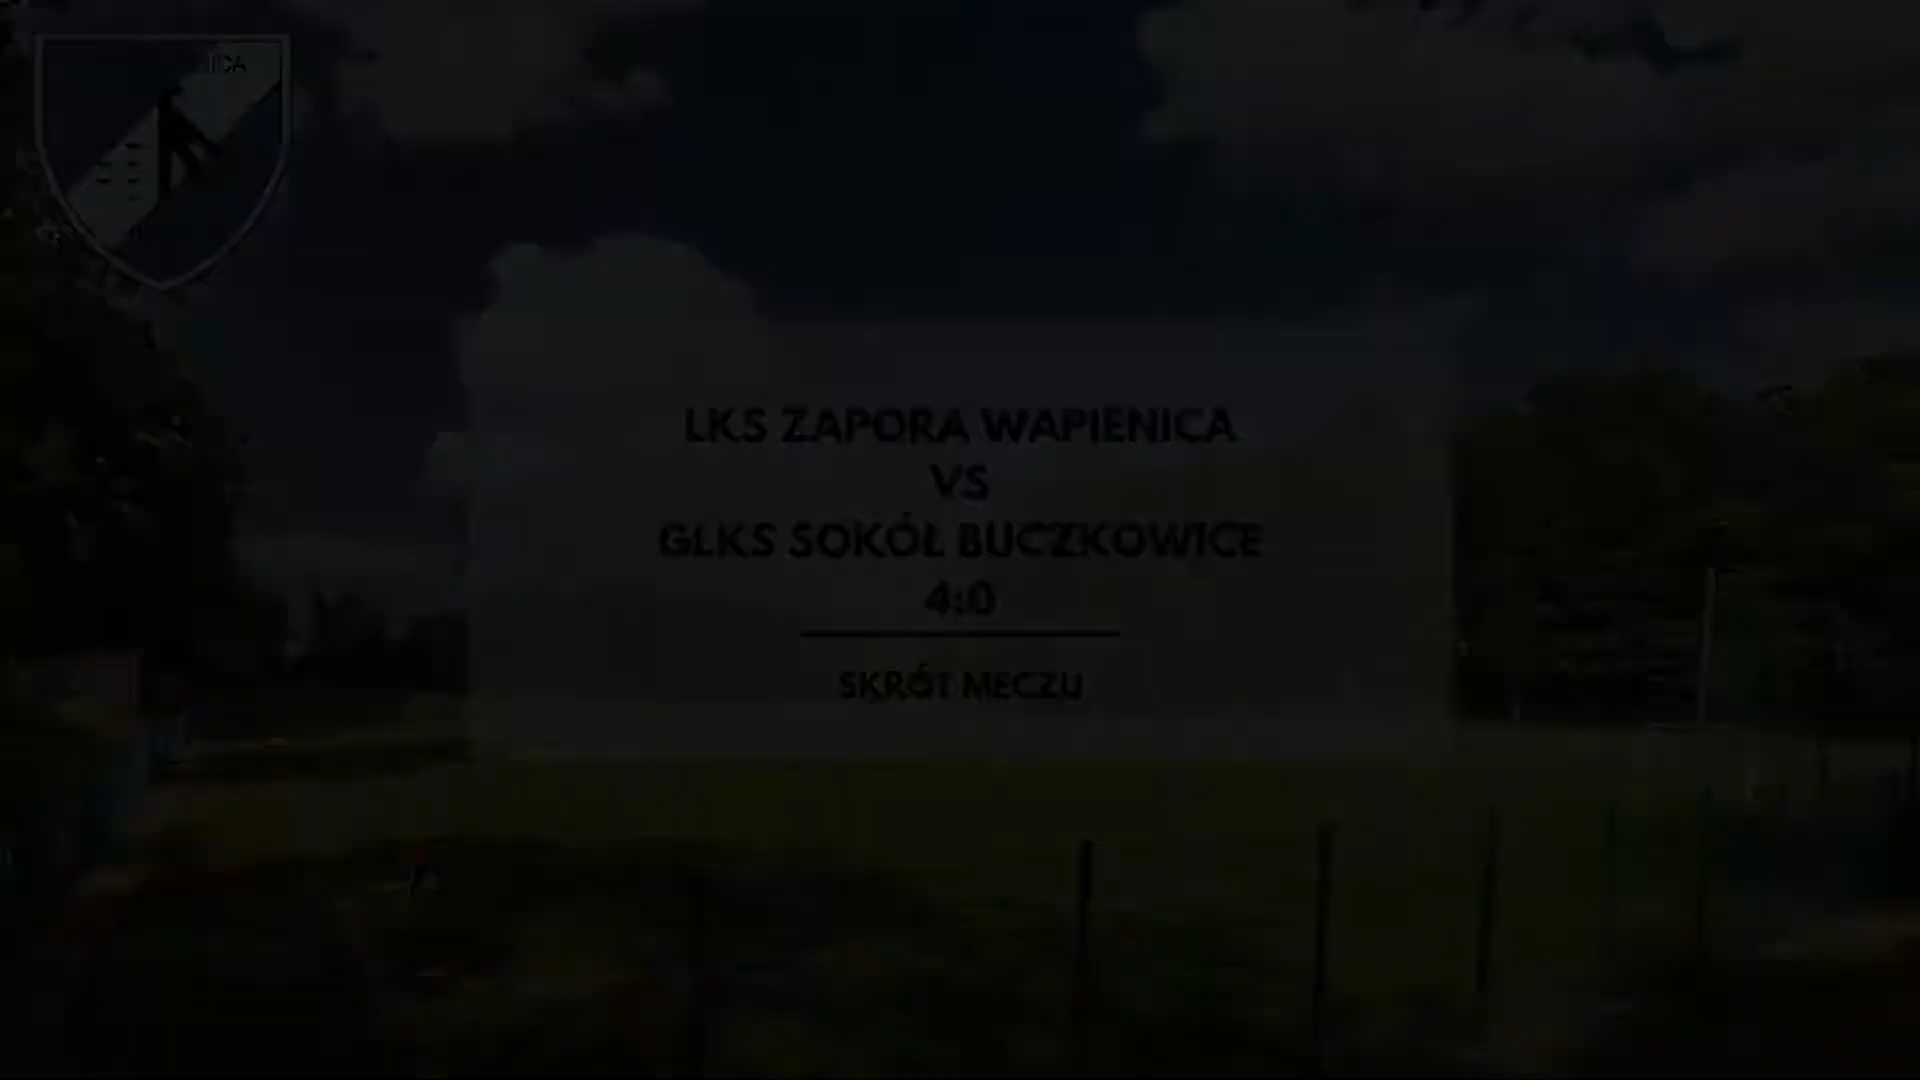 LKS ZAPORA WAPIENICA
VS
GLKS SOKÓŁ BUCZKOWICE
4:0
SKRÓT MECZU